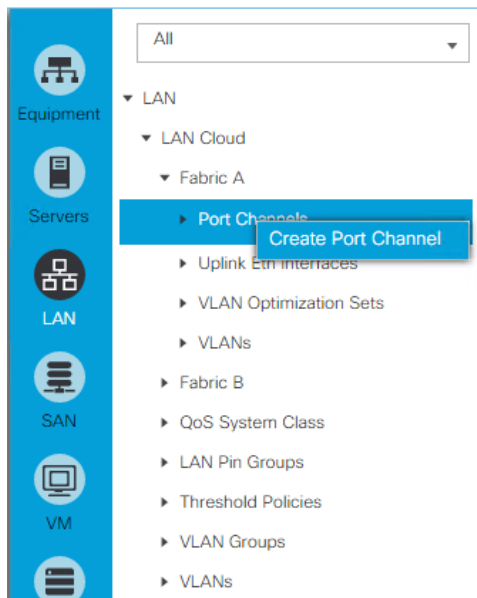 All
Equipment
LAN
LAN Cloud
Fabric A
Servers
Port Channels
Create Port Channel
Uplink Eth Interfaces
LAN
VLAN Optimization Sets
VLANs
Fabric B
SAN
QoS System Class
LAN Pin Groups
Threshold Policies
VM
VLAN Groups
VLANs